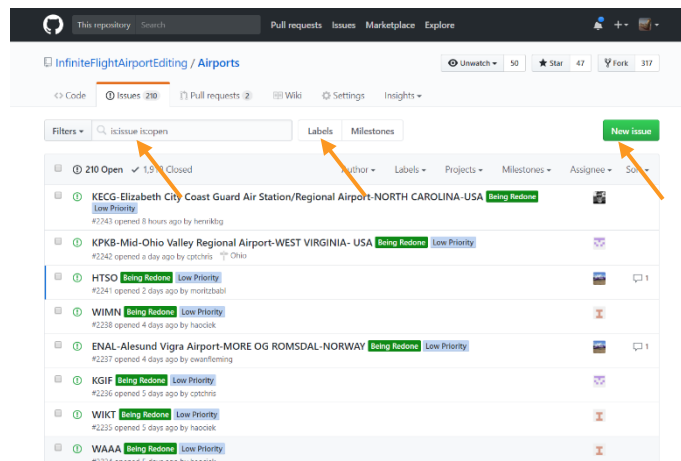 This repository Search Pull requests Issues Marketplace Explore
InfiniteFlightAirportEditing / Airports Unwatch 50 Star 47 Fork 317
Code Issues 210 Pull requests 2 Wiki Settings Insights
Filters is:issue is:open Labels Milestones New issue
210 Open Closed Author Labels Projects Milestones Assignee Sort
KECG-Elizabeth City Coast Guard Air Station/Regional Airport-NORTH CAROLINA-USA Being Redone
Low Priority
#2243 opened 8 hours ago by henrikbg
KPKB-Mid-Ohio Valley Regional Airport-WEST VIRGINIA- USA Being Redone Low Priority
#2242 opened a day ago by cptchris Ohio
HTSO Being Redone Low Priority 1
#2241 opened 2 days ago by moritzbabl
WIMN Being Redone Low Priority
#2238 opened 4 days ago by haociek
ENAL-Alesund Vigra Airport-MORE OG ROMSDAL-NORWAY Being Redone Low Priority 1
#2237 opened 4 days ago by ewanfleming
KGIF Being Redone Low Priority
#2236 opened 5 days ago by cptchris
WIKT Being Redone Low Priority
#2235 opened 5 days ago by haociek
WAAA Being Redone Low Priority